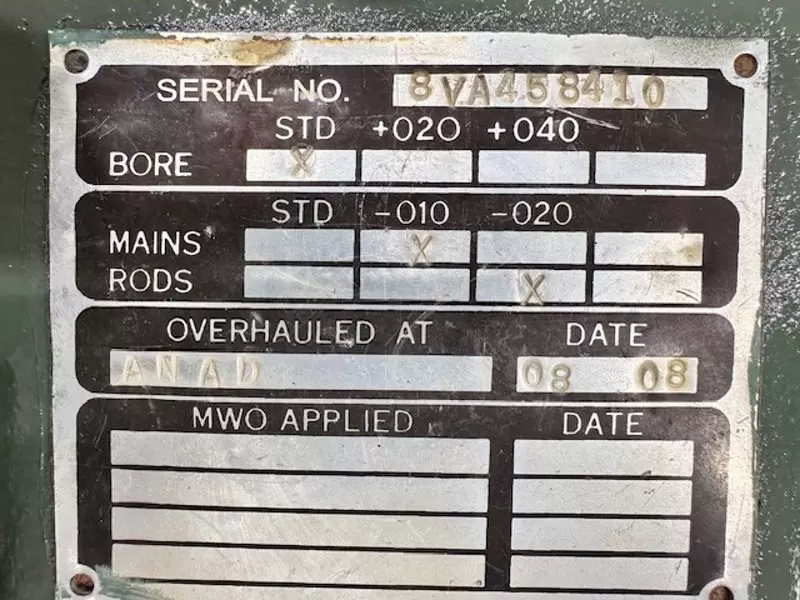 SERIAL NO. 8VA458410
STD +020 +040
BORE X
STD -010 -020
MAINS X
RODS X
OVERHAULED AT DATE
ANAD 08 08
MWO APPLIED DATE